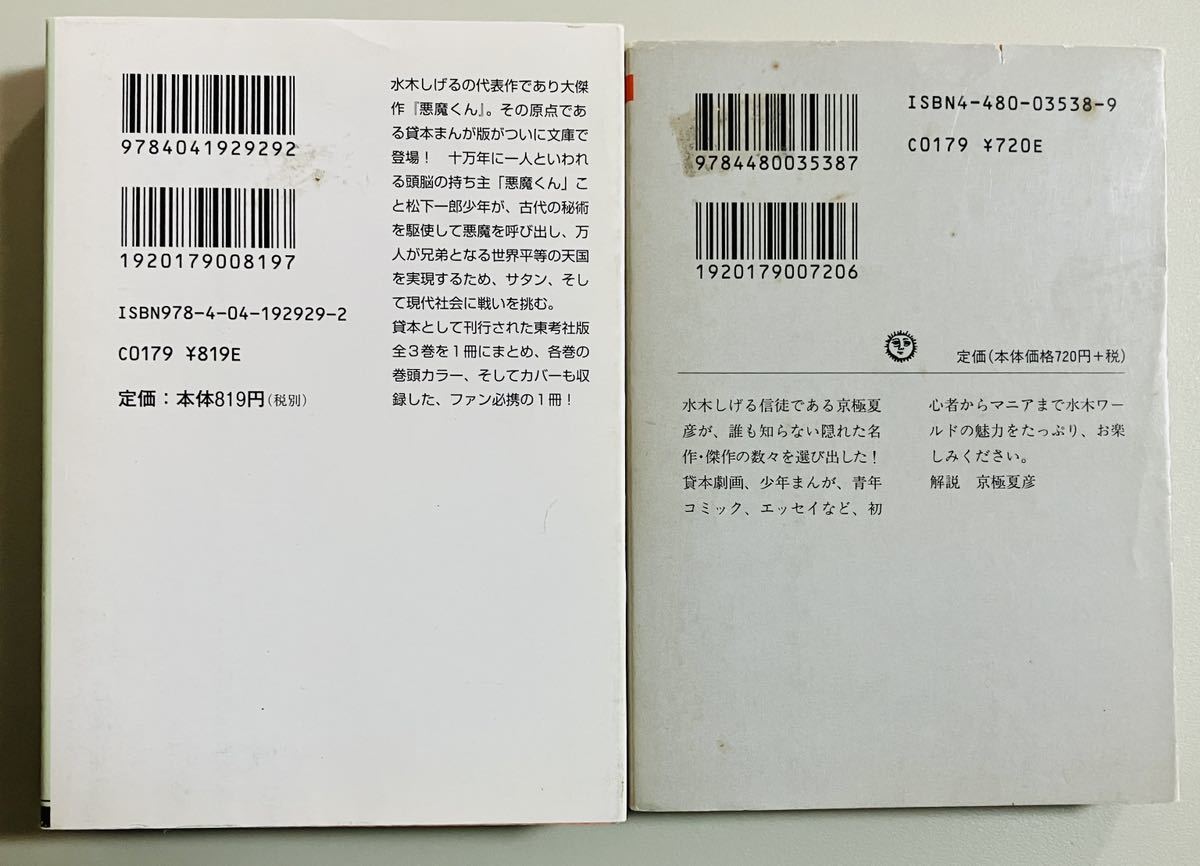 9784041929292
1920179008197
ISBN978-4-04-192929-2
C0179 ¥819E
定価：本体819円(税別)
水木しげるの代表作であり大傑
作『悪魔くん』。その原点であ
る貸本まんが版がついに文庫で
登場！　十万年に一人といわれ
る頭脳の持ち主「悪魔くん」こ
と松下一郎少年が、古代の秘術
を駆使して悪魔を呼び出し、万
人が兄弟となる世界平等の天国
を実現するため、サタン、そし
て現代社会に戦いを挑む。
貸本として刊行された東考社版
全３巻を１冊にまとめ、各巻の
巻頭カラー、そしてカバーも収
録した、ファン必携の１冊！
9784480035387
1920179007206
ISBN4-480-03538-9
C0179 ¥720E
定価(本体価格720円+税)
水木しげる信徒である京極夏
彦が、誰も知らない隠れた名
作・傑作の数々を選び出した！
貸本劇画、少年まんが、青年
コミック、エッセイなど、初
心者からマニアまで水木ワー
ルドの魅力をたっぷり、お楽
しみください。
解説　京極夏彦